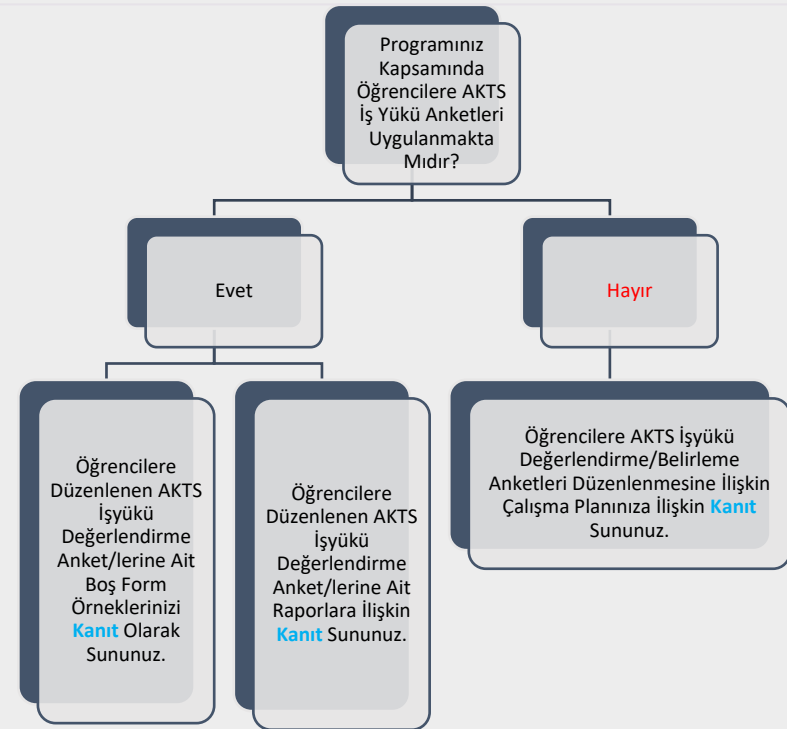 Programınız
Kapsamında
Öğrencilere AKTS
İş Yükü Anketleri
Uygulanmakta
Mıdır?
Evet
Hayır
Öğrencilere
Düzenlenen AKTS
İşyükü
Değerlendirme
Anket/lerine Ait
Boş Form
Örneklerinizi
Kanıt Olarak
Sununuz.
Öğrencilere
Düzenlenen AKTS
İşyükü
Değerlendirme
Anket/lerine Ait
Raporlara İlişkin
Kanıt Sununuz.
Öğrencilere AKTS İşyükü
Değerlendirme/Belirleme
Anketleri Düzenlenmesine İlişkin
Çalışma Planınıza İlişkin Kanıt
Sununuz.